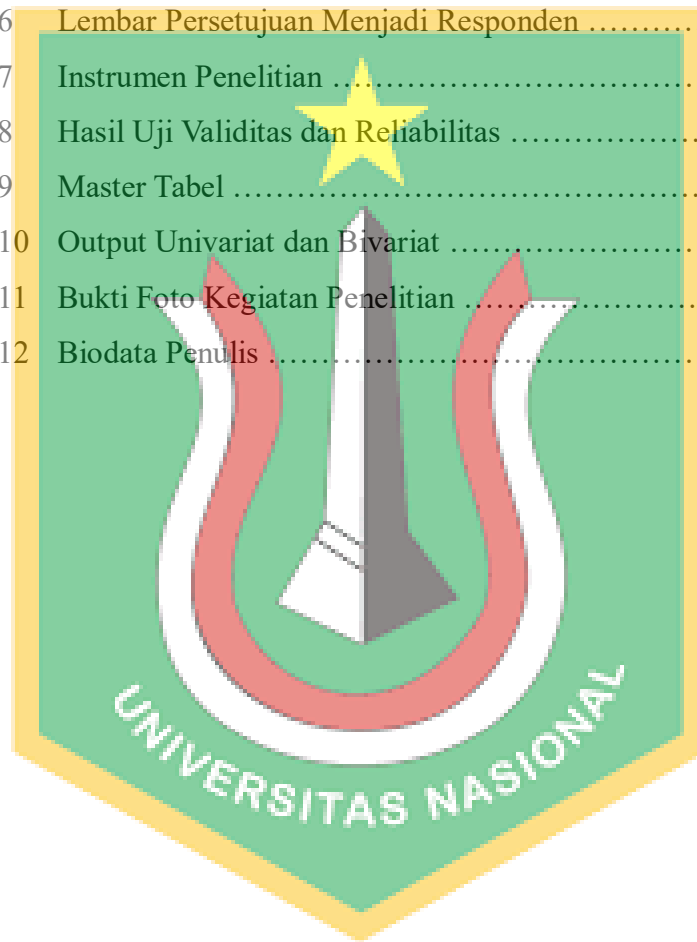 6 Lembar Persetujuan Menjadi Responden ..........
7 Instrumen Penelitian ..................................
8 Hasil Uji Validitas dan Reliabilitas .................
9 Master Tabel ...........................................
10 Output Univariat dan Bivariat .......................
11 Bukti Foto Kegiatan Penelitian ......................
12 Biodata Penulis ........................................
UNIVERSITAS NASIONAL